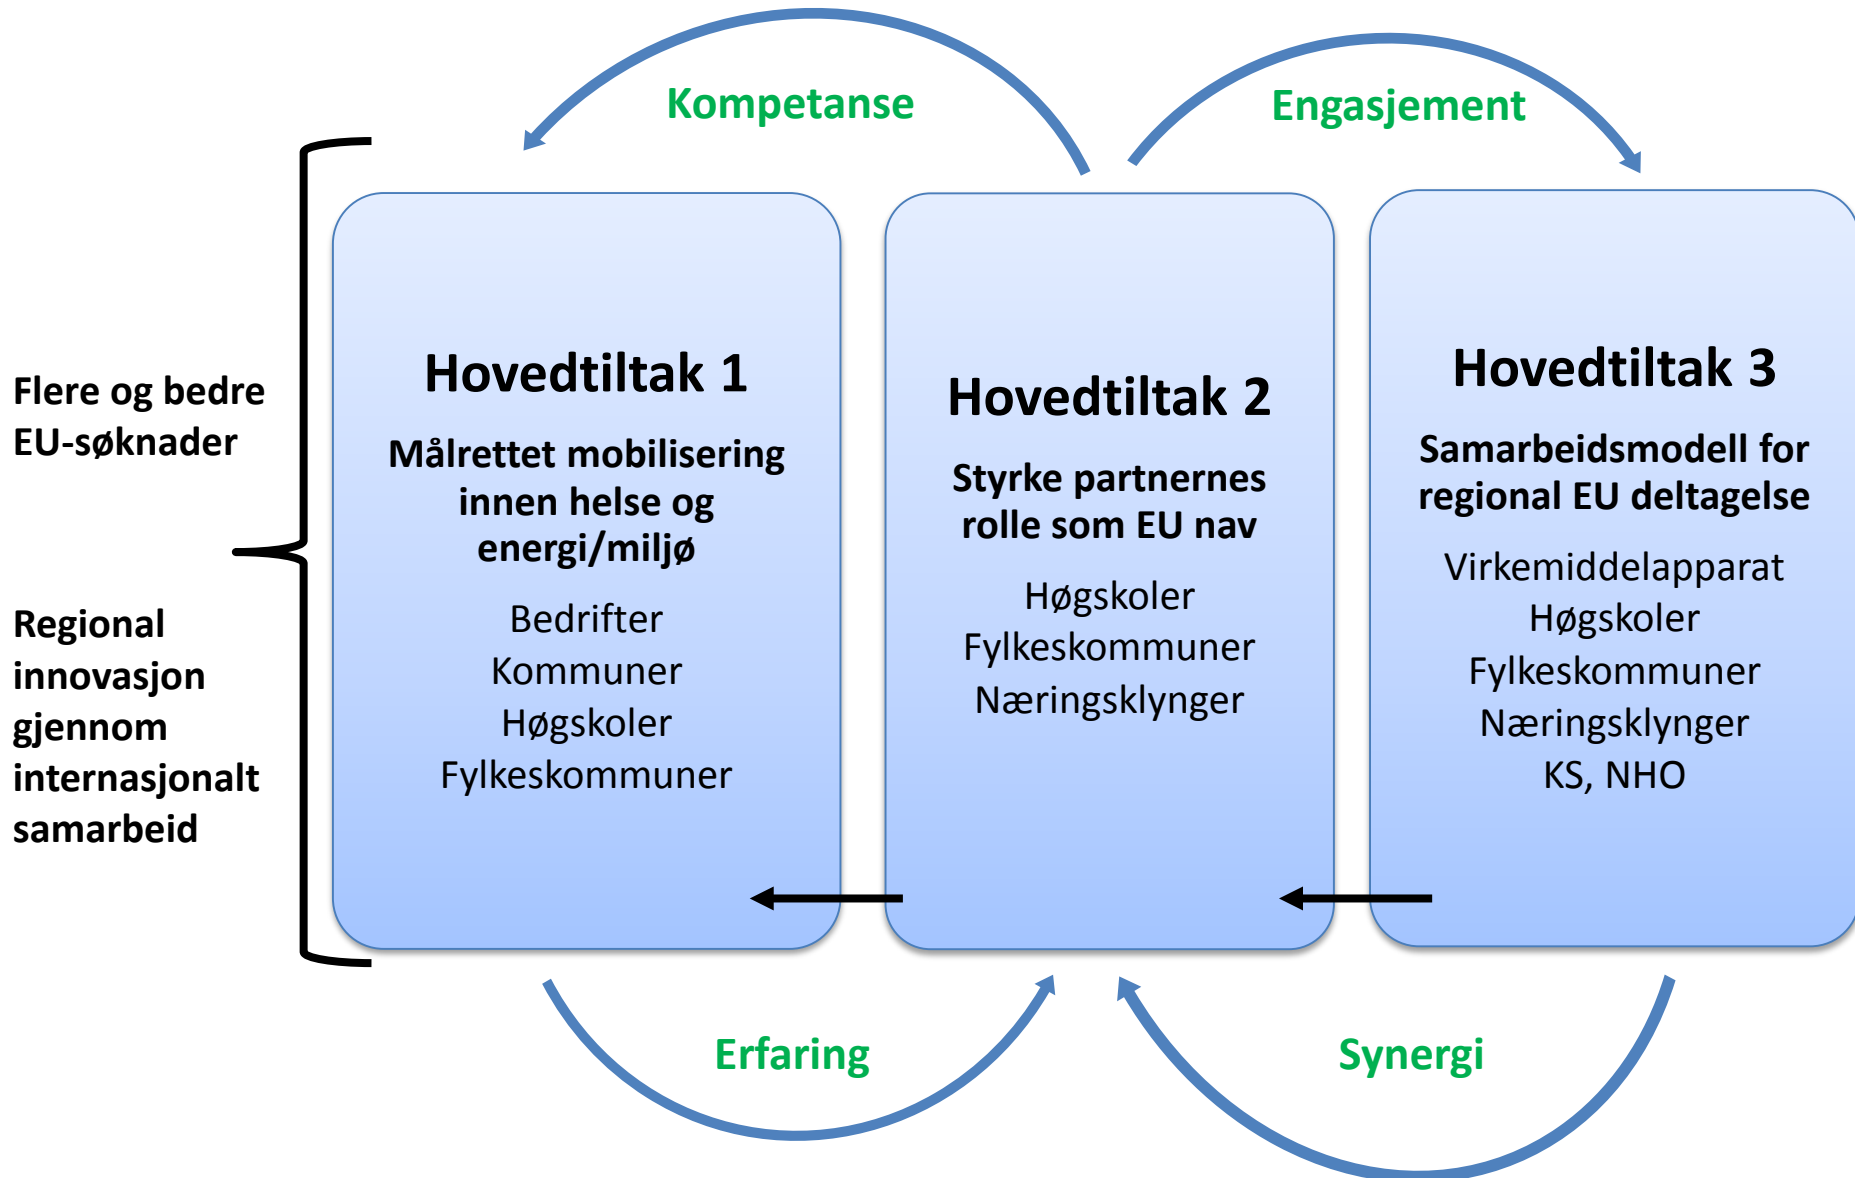 Kompetanse
Engasjement
Flere og bedre
EU-søknader
Regional
innovasjon
gjennom
internasjonalt
samarbeid
Hovedtiltak 1
Målrettet mobilisering
innen helse og
energi/miljø
Bedrifter
Kommuner
Høgskoler
Fylkeskommuner
Hovedtiltak 2
Styrke partnernes
rolle som EU nav
Høgskoler
Fylkeskommuner
Næringsklynger
Hovedtiltak 3
Samarbeidsmodell for
regional EU deltagelse
Virkemiddelapparat
Høgskoler
Fylkeskommuner
Næringsklynger
KS, NHO
Erfaring
Synergi